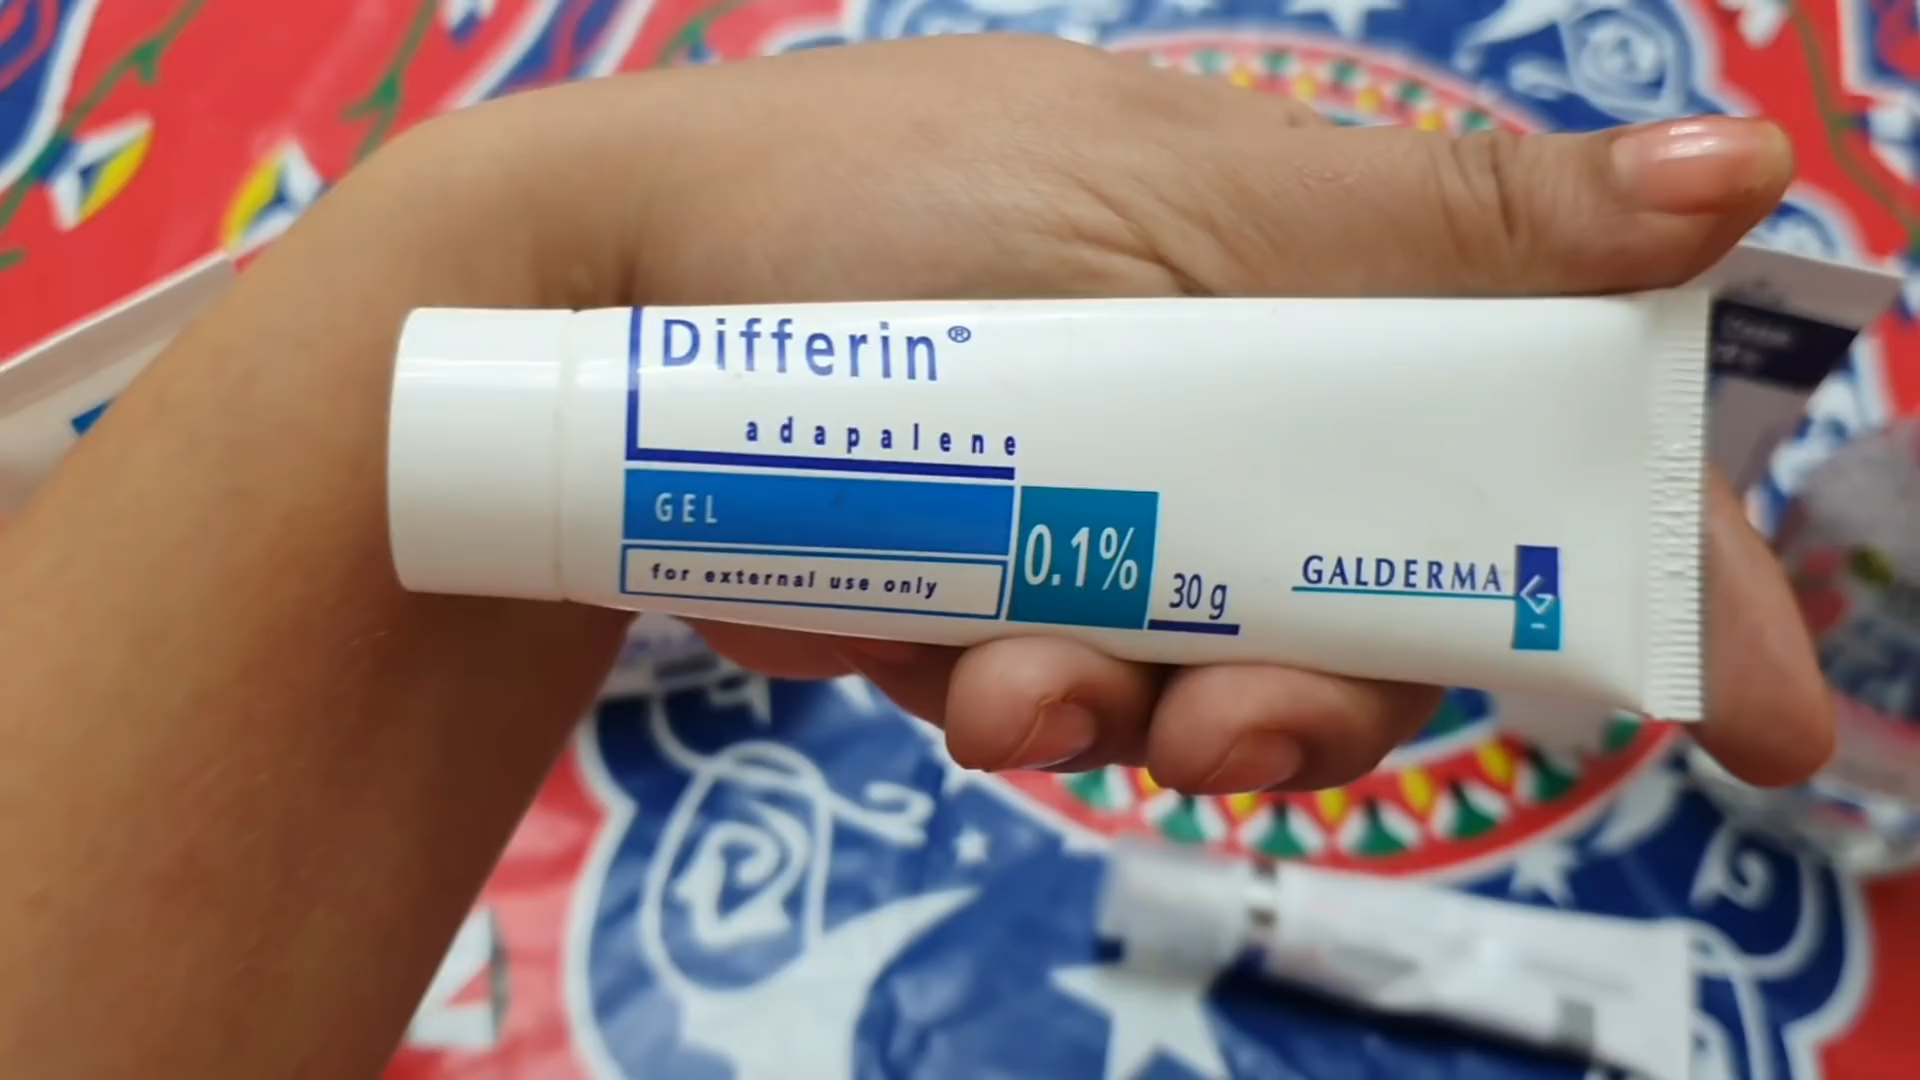 Differin®
adapalene
GEL
for external use only
0.1%
30 g
GALDERMA